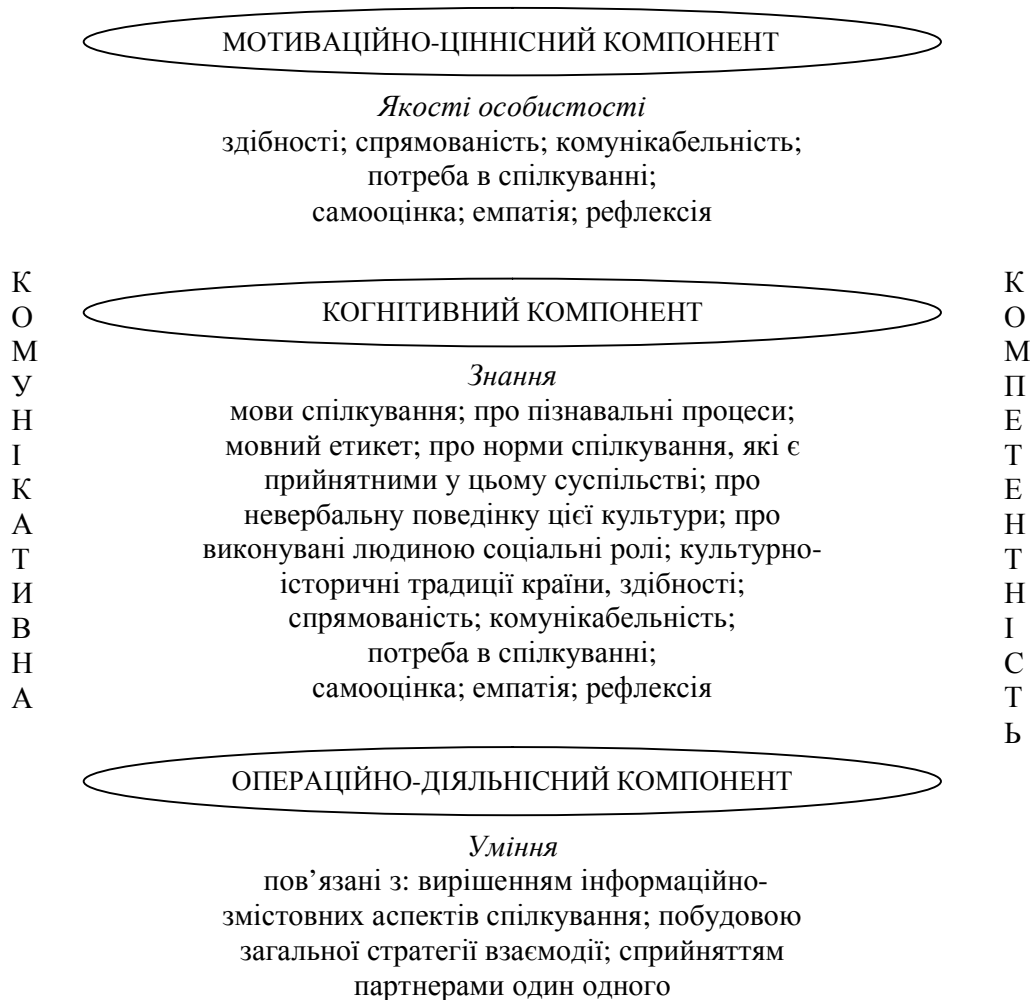 МОТИВАЦІЙНО-ЦІННІСНИЙ КОМПОНЕНТ
Якості особистості
здібності; спрямованість; комунікабельність;
потреба в спілкуванні;
самооцінка; емпатія; рефлексія
КОМУНІКАТИВНА
КОГНІТИВНИЙ КОМПОНЕНТ
Знання
мови спілкування; про пізнавальні процеси;
мовний етикет; про норми спілкування, які є
прийнятними у цьому суспільстві; про
невербальну поведінку цієї культури; про
виконувані людиною соціальні ролі; культурно-
історичні традиції країни, здібності;
спрямованість; комунікабельність;
потреба в спілкуванні;
самооцінка; емпатія; рефлексія
КОМПЕТЕНТНІСТЬ
ОПЕРАЦІЙНО-ДІЯЛЬНІСНИЙ КОМПОНЕНТ
Уміння
пов’язані з: вирішенням інформаційно-
змістовних аспектів спілкування; побудовою
загальної стратегії взаємодії; сприйняттям
партнерами один одного